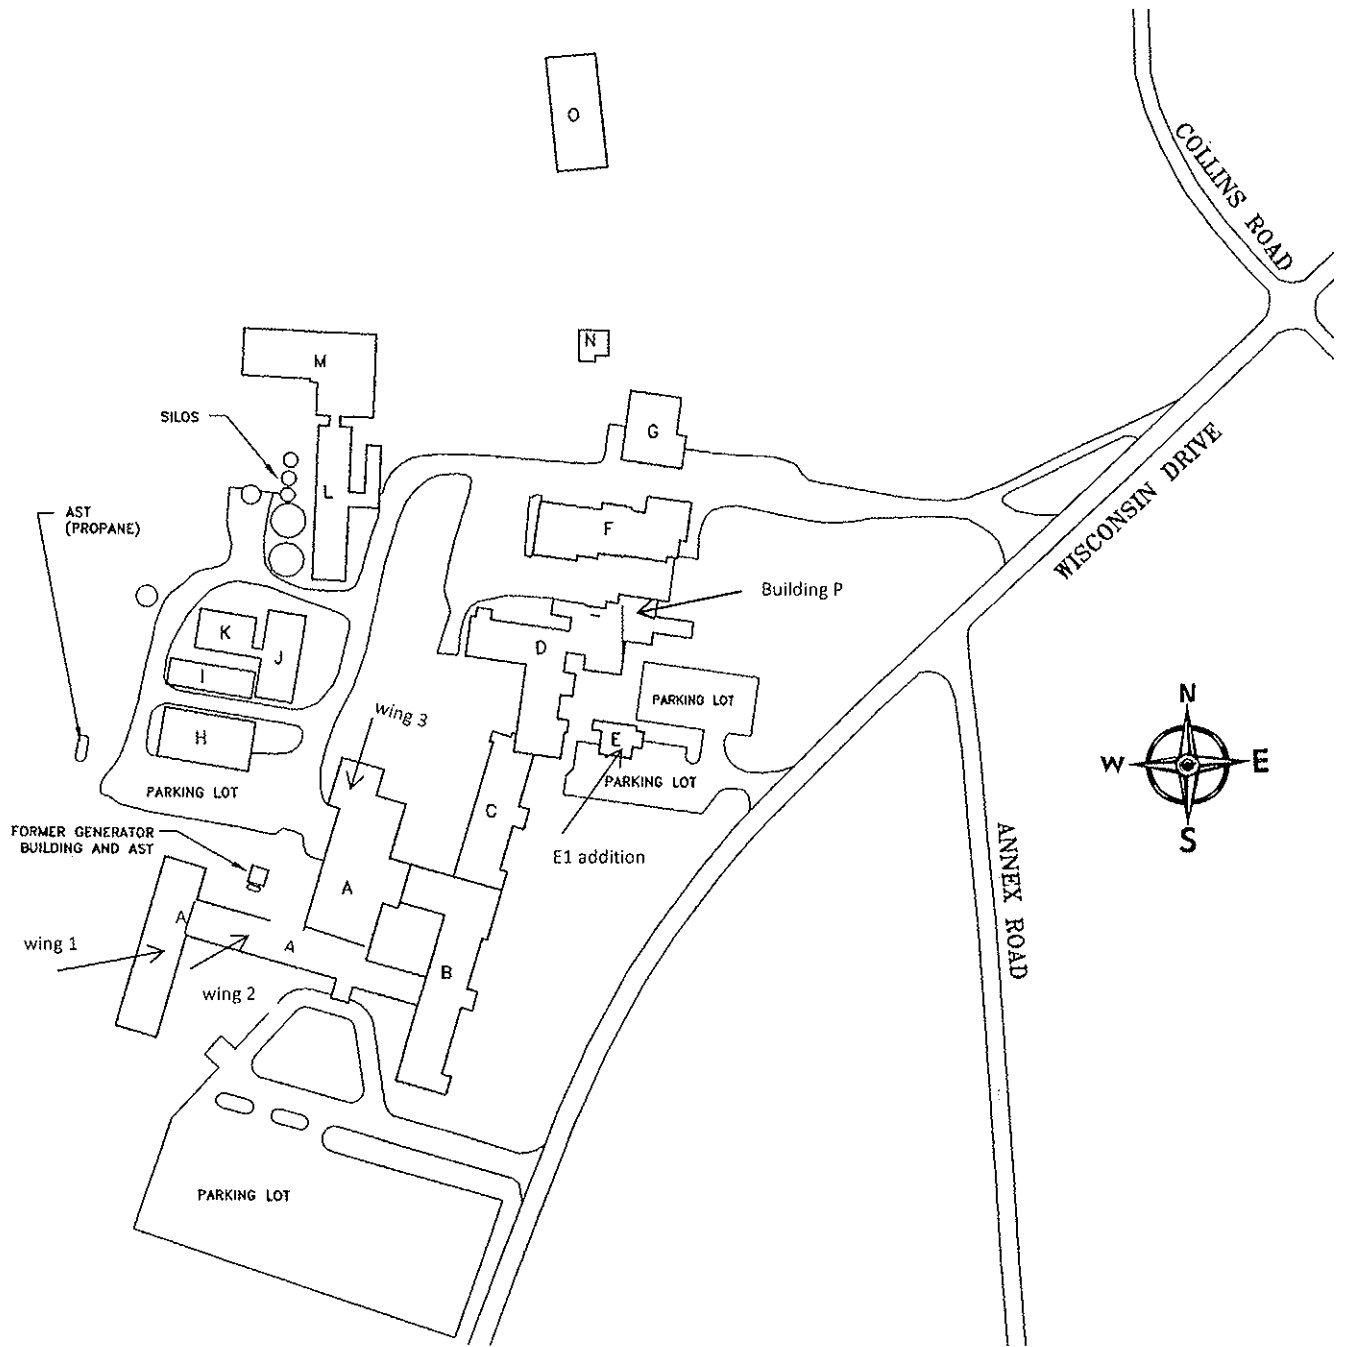 O
COLLINS ROAD
N
M
SILOS
G
WISCONSIN DRIVE
L
AST
(PROPANE)
F
Building P
K
J
D
I
PARKING LOT
N
wing 3
H
E
W
E
S
PARKING LOT
PARKING LOT
C
FORMER GENERATOR
BUILDING AND AST
E1 addition
ANNEX ROAD
A
A
wing 1
A
B
wing 2
PARKING LOT